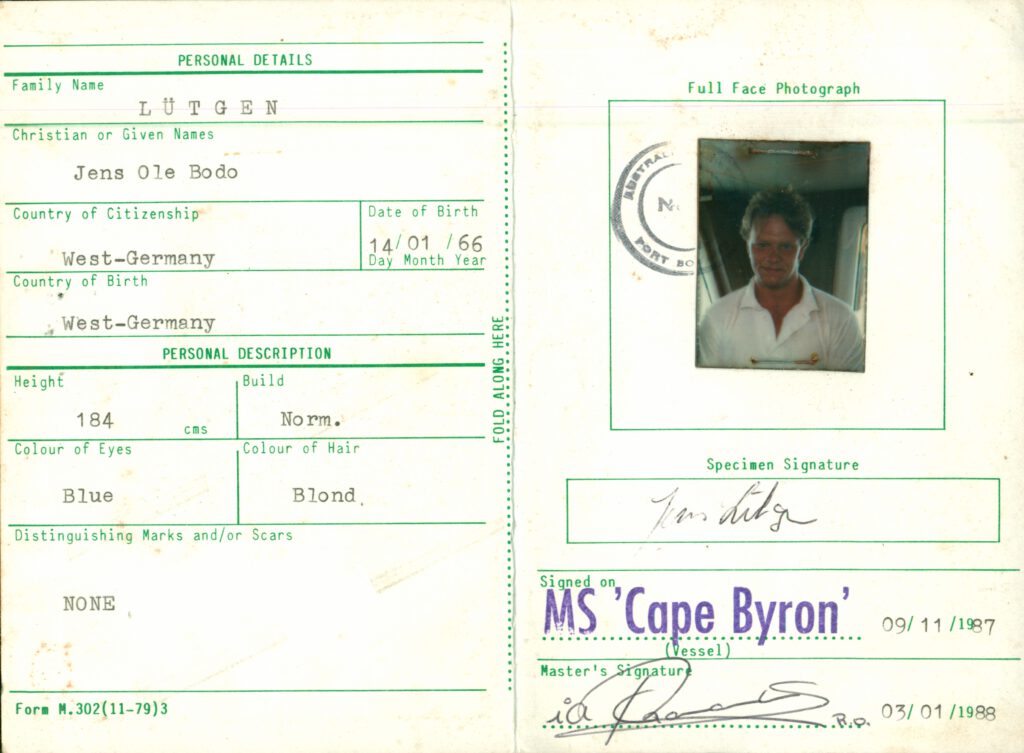 PERSONAL DETAILS
Family Name
LÜTGEN
Christian or Given Names
Jens Ole Bodo
Country of Citizenship
West-Germany
Date of Birth
14/01/66
Day Month Year
Country of Birth
West-Germany
PERSONAL DESCRIPTION
Height
184 cms
Build
Norm.
Colour of Eyes
Blue
Colour of Hair
Blond
Distinguishing Marks and/or Scars
NONE
Form M.302(11-79)3
FOLD ALONG HERE
Full Face Photograph
AUSTRAL
PORT BO
Specimen Signature
Jens Lütgen
Signed on
MS 'Cape Byron' 09/11/1987
(Vessel)
Master's Signature
03/01/1988